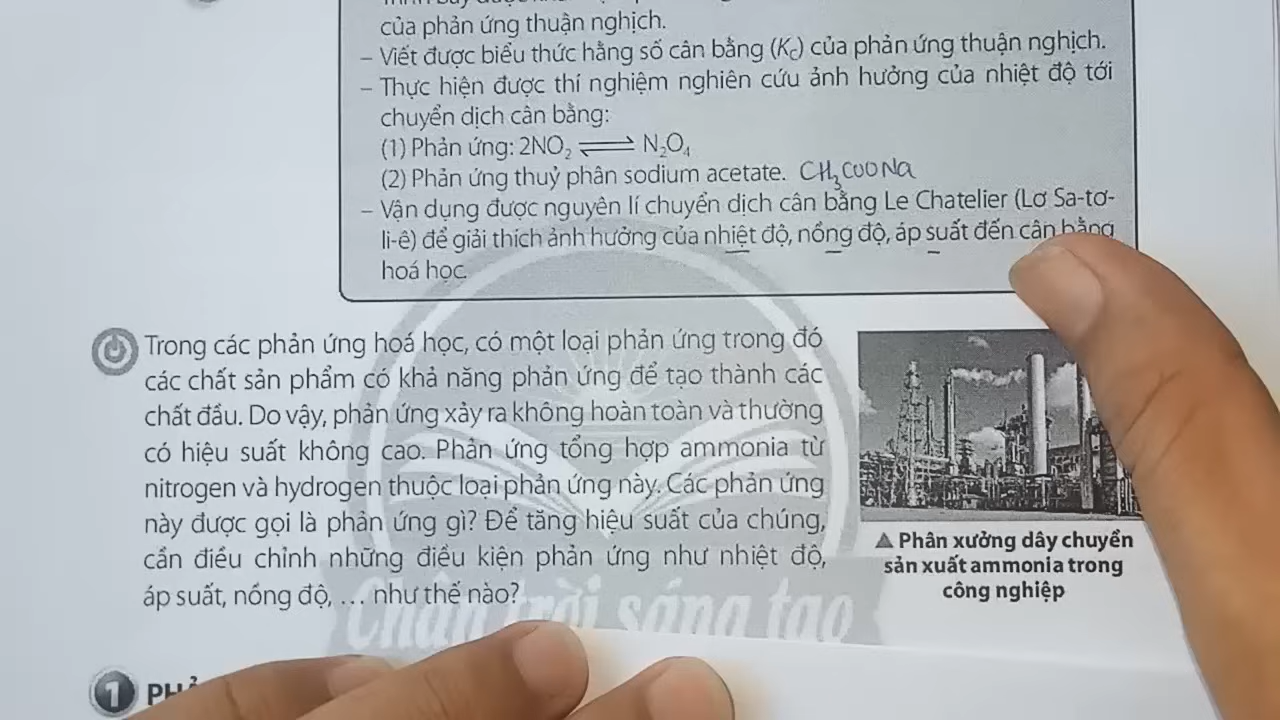 của phản ứng thuận nghịch.
– Viết được biểu thức hằng số cân bằng (K_C) của phản ứng thuận nghịch.
– Thực hiện được thí nghiệm nghiên cứu ảnh hưởng của nhiệt độ tới
chuyển dịch cân bằng:
(1) Phản ứng: 2NO₂ ⇌ N₂O₄
(2) Phản ứng thuỷ phân sodium acetate. CH₃COONa
– Vận dụng được nguyên lí chuyển dịch cân bằng Le Chatelier (Lơ Sa-tơ-
li-ê) để giải thích ảnh hưởng của nhiệt độ, nồng độ, áp suất đến cân bằng
hoá học.
Trong các phản ứng hoá học, có một loại phản ứng trong đó
các chất sản phẩm có khả năng phản ứng để tạo thành các
chất đầu. Do vậy, phản ứng xảy ra không hoàn toàn và thường
có hiệu suất không cao. Phản ứng tổng hợp ammonia từ
nitrogen và hydrogen thuộc loại phản ứng này. Các phản ứng
này được gọi là phản ứng gì? Để tăng hiệu suất của chúng,
cần điều chỉnh những điều kiện phản ứng như nhiệt độ,
áp suất, nồng độ, … như thế nào?
▲ Phân xưởng dây chuyền
sản xuất ammonia trong
công nghiệp
Chân trời sáng tạo
1